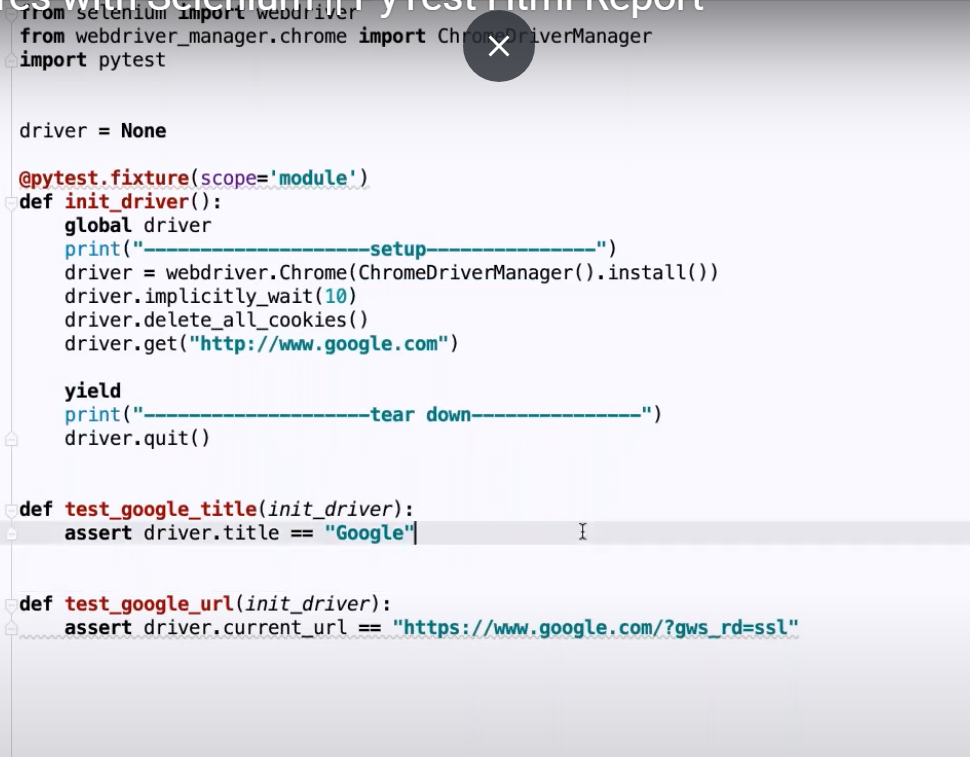 res with Selenium || PyTest Html Report
from selenium import webdriver
from webdriver_manager.chrome import ChromeDriverManager
import pytest
driver = None
@pytest.fixture(scope='module')
def init_driver():
    global driver
    print("--------------------setup---------------")
    driver = webdriver.Chrome(ChromeDriverManager().install())
    driver.implicitly_wait(10)
    driver.delete_all_cookies()
    driver.get("http://www.google.com")
    yield
    print("--------------------tear down---------------")
    driver.quit()
def test_google_title(init_driver):
    assert driver.title == "Google"
def test_google_url(init_driver):
    assert driver.current_url == "https://www.google.com/?gws_rd=ssl"